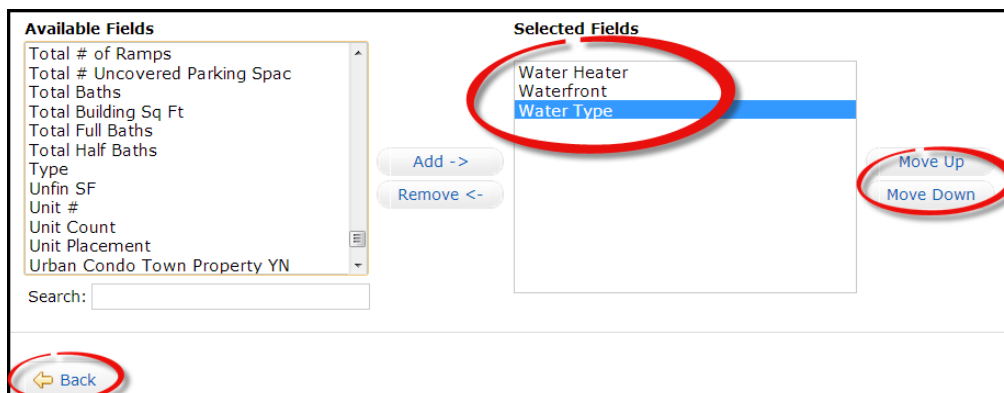 Available Fields
Total # of Ramps
Total # Uncovered Parking Spac
Total Baths
Total Building Sq Ft
Total Full Baths
Total Half Baths
Type
Unfin SF
Unit #
Unit Count
Unit Placement
Urban Condo Town Property YN
Search:
Add ->
Remove <-
Selected Fields
Water Heater
Waterfront
Water Type
Move Up
Move Down
Back